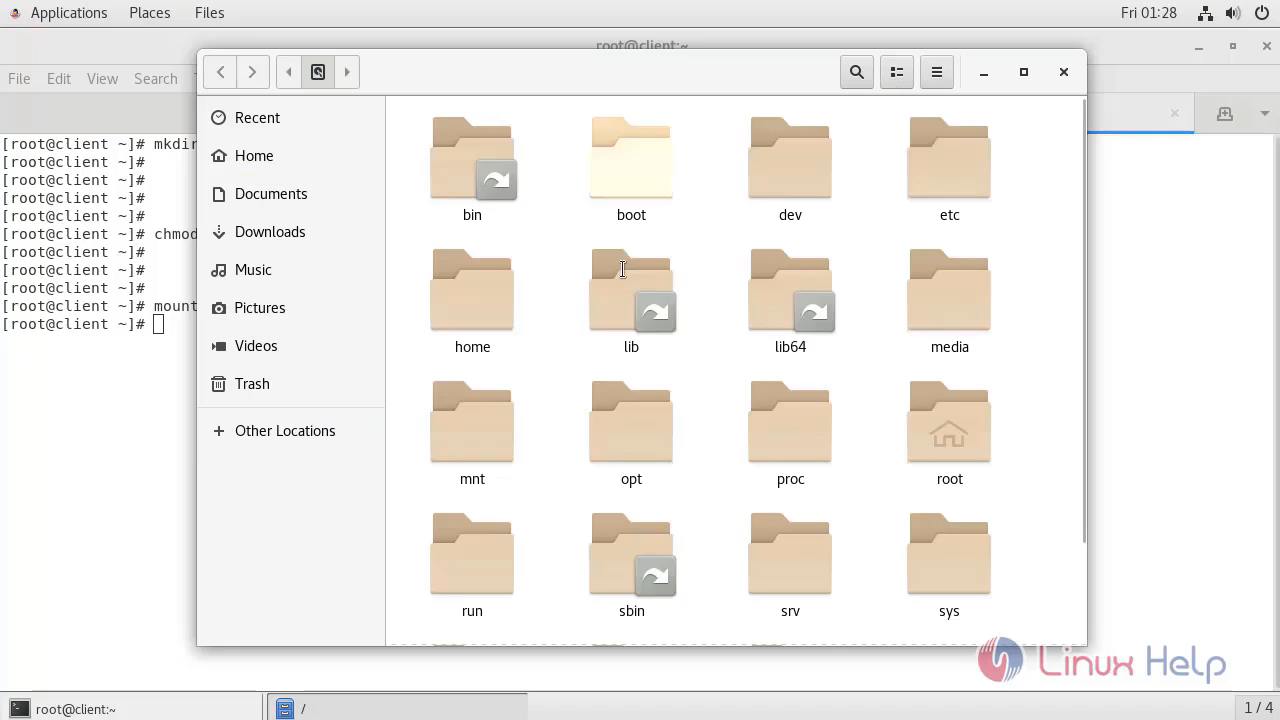 Applications Places Files Fri 01:28
root@client:~
File Edit View Search
[root@client ~]# mkdir
[root@client ~]#
[root@client ~]#
[root@client ~]#
[root@client ~]#
[root@client ~]# chmod
[root@client ~]#
[root@client ~]#
[root@client ~]#
[root@client ~]# mount
[root@client ~]#
Recent
Home
Documents
Downloads
Music
Pictures
Videos
Trash
+ Other Locations
bin boot dev etc
home lib lib64 media
mnt opt proc root
run sbin srv sys
Linux Help
root@client:~ / 1 / 4